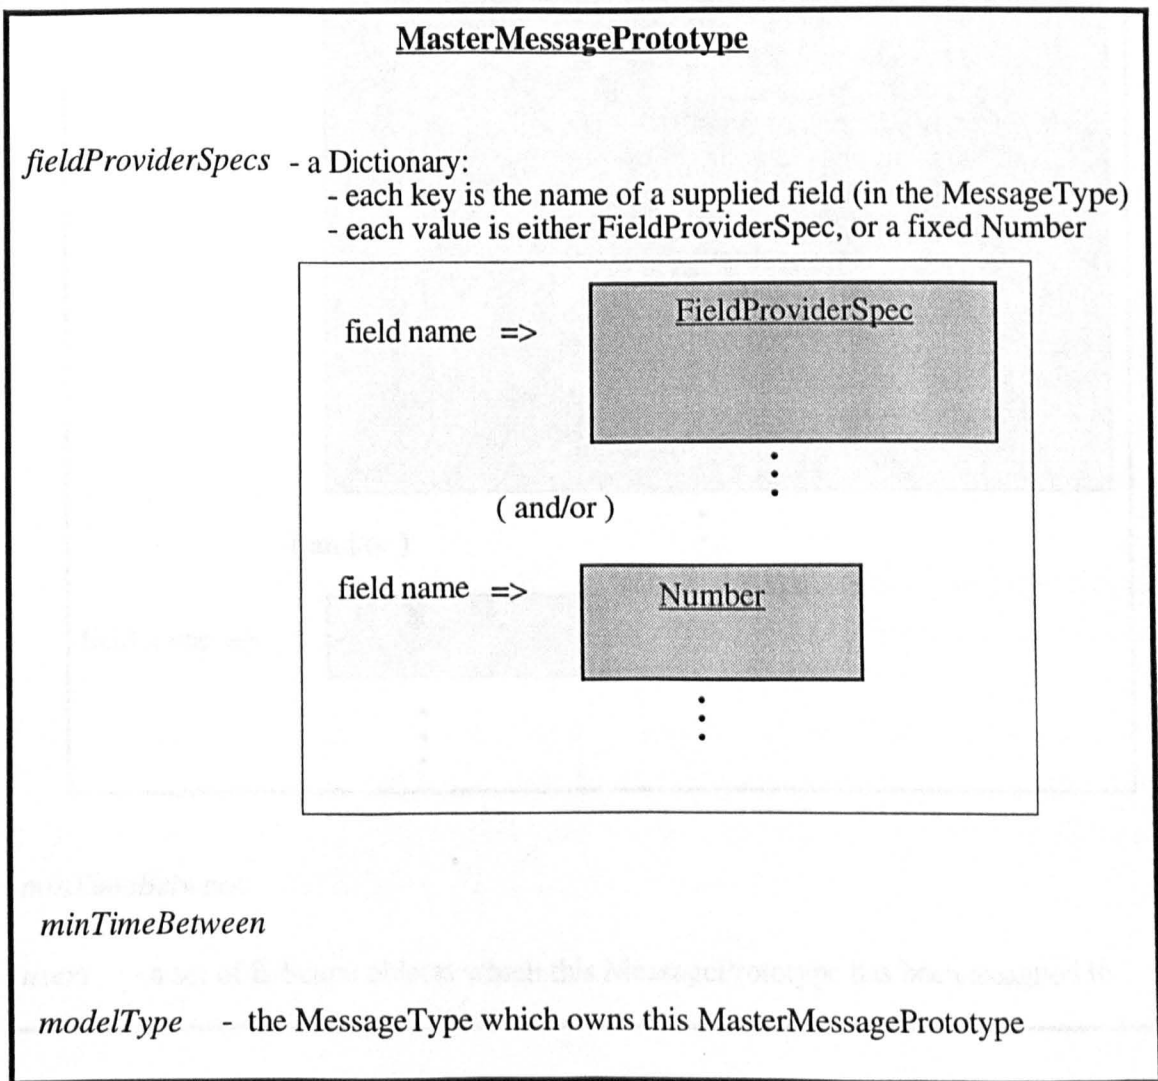 MasterMessagePrototype
fieldProviderSpecs - a Dictionary:
- each key is the name of a supplied field (in the MessageType)
- each value is either FieldProviderSpec, or a fixed Number
field name => FieldProviderSpec
( and/or )
field name => Number
minTimeBetween
modelType - the MessageType which owns this MasterMessagePrototype